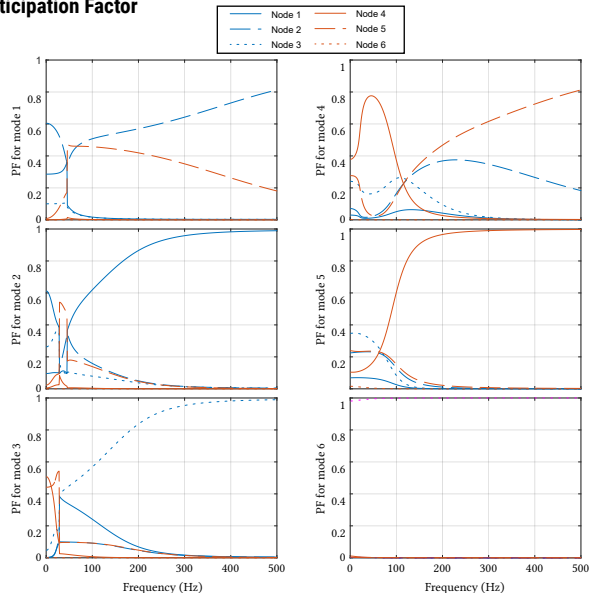 ticipation Factor
Node 1 Node 4
Node 2 Node 5
Node 3 Node 6
1
0.8
0.6
0.4
0.2
0
PF for mode 1
1
0.8
0.6
0.4
0.2
0
PF for mode 4
1
0.8
0.6
0.4
0.2
0
PF for mode 2
1
0.8
0.6
0.4
0.2
0
PF for mode 5
1
0.8
0.6
0.4
0.2
0
PF for mode 3
0 100 200 300 400 500
Frequency (Hz)
1
0.8
0.6
0.4
0.2
0
PF for mode 6
0 100 200 300 400 500
Frequency (Hz)